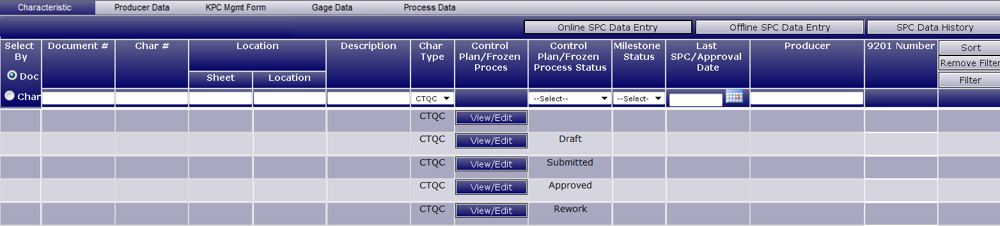 Characteristic Producer Data KPC Mgmt Form Gage Data Process Data
Online SPC Data Entry Offline SPC Data Entry SPC Data History
Select By
Document #
Char #
Location
Description
Char Type
Control Plan/Frozen Proces
Control Plan/Frozen Process Status
Milestone Status
Last SPC/Approval Date
Producer
9201 Number
Sort
Remove Filter
Filter
Sheet Location
Doc
Char
CTQC --Select-- --Select-
CTQC View/Edit
CTQC View/Edit Draft
CTQC View/Edit Submitted
CTQC View/Edit Approved
CTQC View/Edit Rework